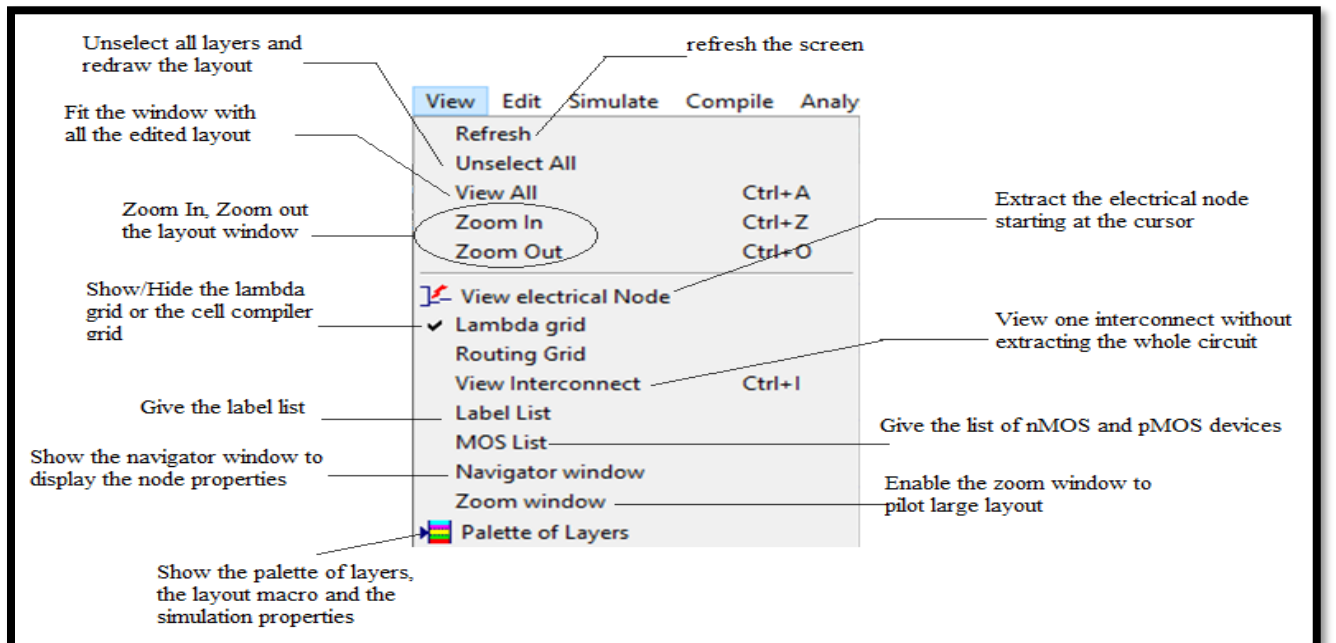 Unselect all layers and
redraw the layout
refresh the screen
View Edit Simulate Compile Analy
Fit the window with
all the edited layout
Refresh
Unselect All
View All Ctrl+A
Zoom In Ctrl+Z
Zoom Out Ctrl+O
Zoom In, Zoom out
the layout window
Extract the electrical node
starting at the cursor
Show/Hide the lambda
grid or the cell compiler
grid
View electrical Node
Lambda grid
Routing Grid
View Interconnect Ctrl+I
Label List
MOS List
Navigator window
Zoom window
Palette of Layers
View one interconnect without
extracting the whole circuit
Give the label list
Give the list of nMOS and pMOS devices
Show the navigator window to
display the node properties
Enable the zoom window to
pilot large layout
Show the palette of layers,
the layout macro and the
simulation properties